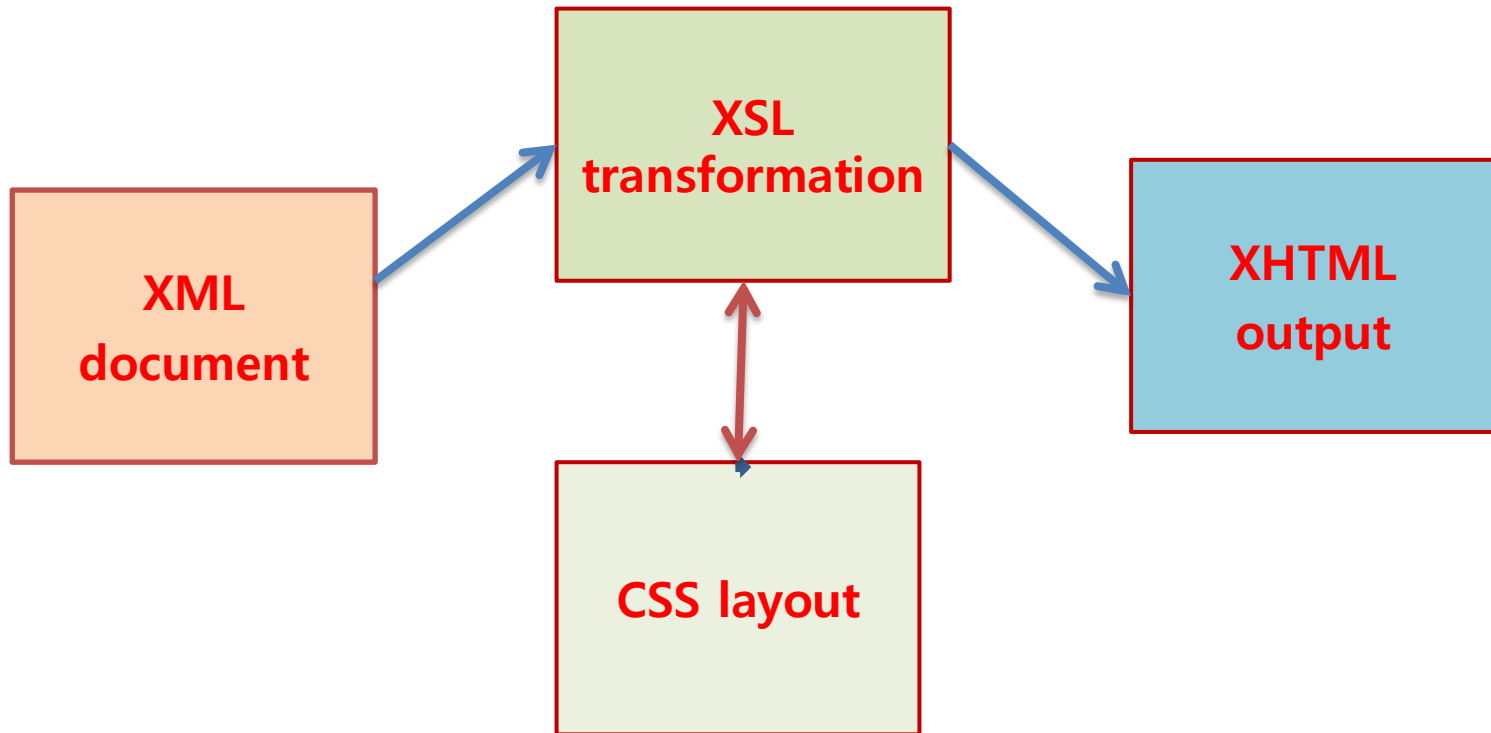 XML
document
XSL
transformation
CSS layout
XHTML
output